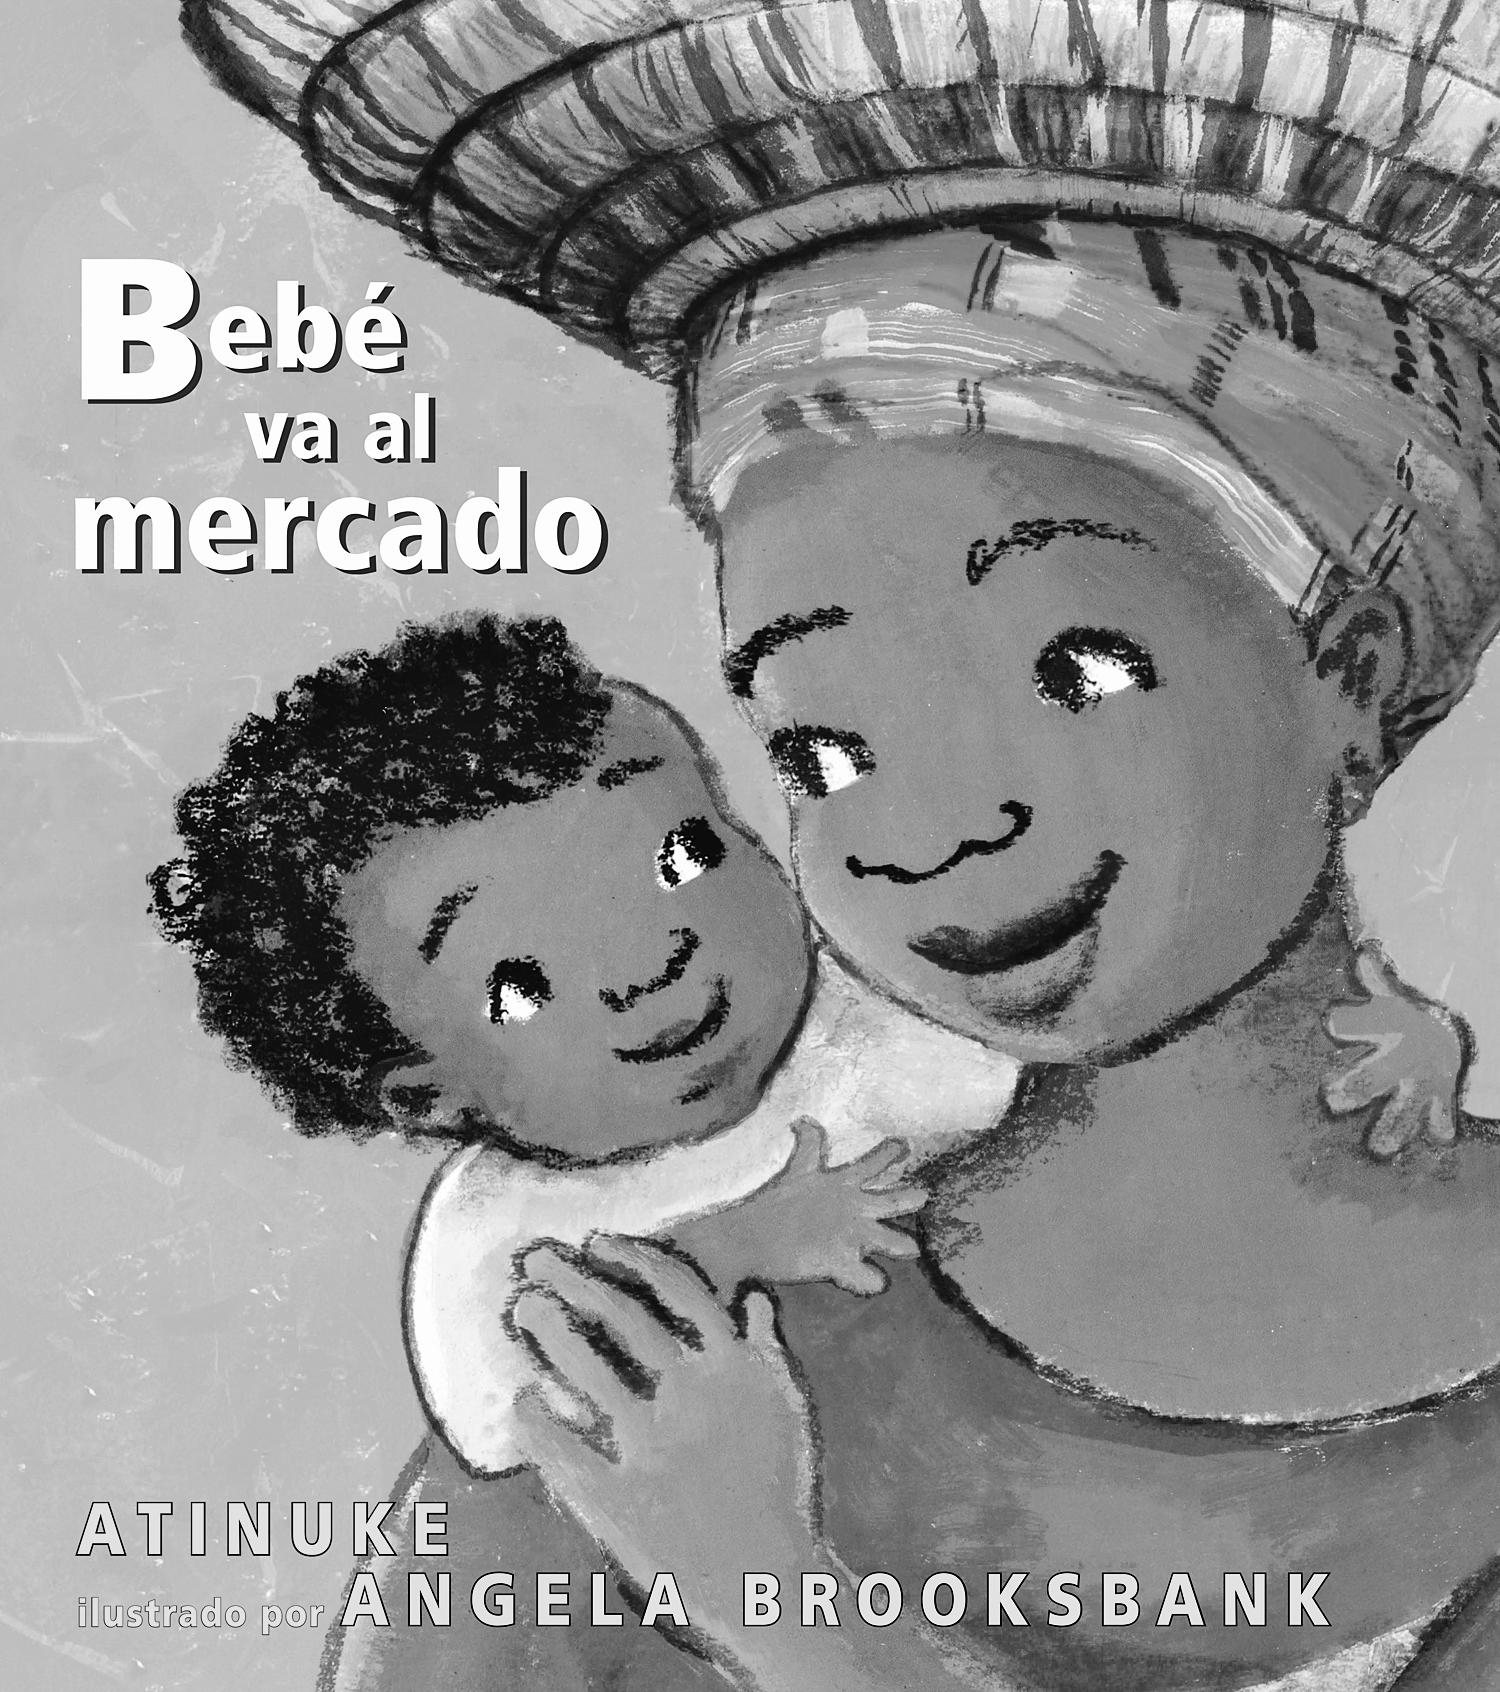 Bebé
va al
mercado
ATINUKE
ilustrado por ANGELA BROOKSBANK